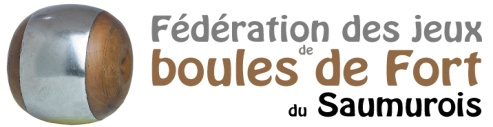 Fédération des jeux
de
boules de Fort
du Saumurois